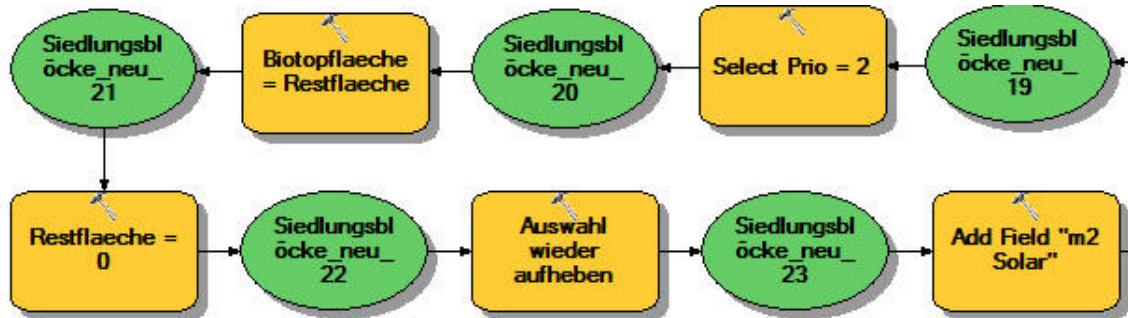 Siedlungsbl
öcke_neu_
21
Biotopflaeche
= Restflaeche
Siedlungsbl
öcke_neu_
20
Select Prio = 2
Siedlungsbl
öcke_neu_
19
Restflaeche =
0
Siedlungsbl
öcke_neu_
22
Auswahl
wieder
aufheben
Siedlungsbl
öcke_neu_
23
Add Field "m2
Solar"